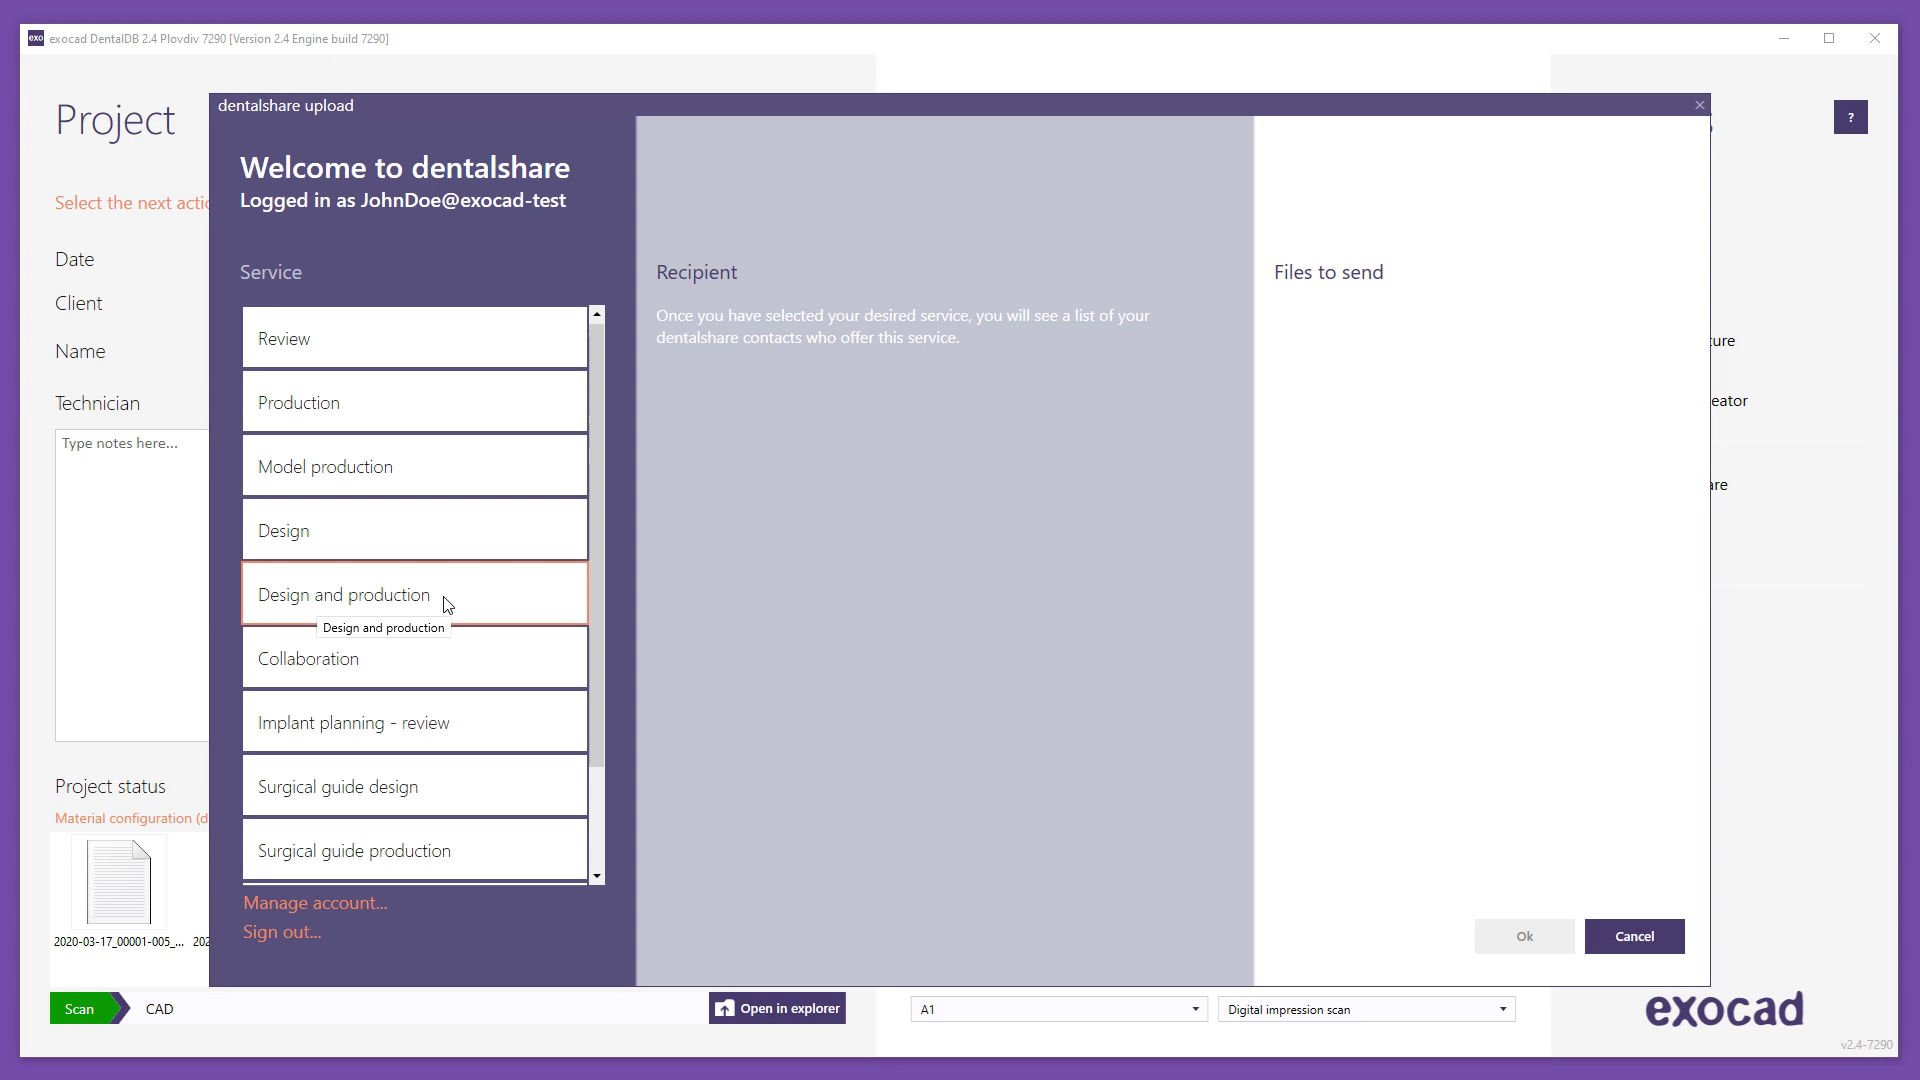 exo exocad DentalDB 2.4 Plovdiv 7290 [Version 2.4 Engine build 7290]
Project
dentalshare upload
?
Welcome to dentalshare
Logged in as JohnDoe@exocad-test
Select the next actio
Date
Client
Name
Technician
Type notes here...
Service
Review
Production
Model production
Design
Design and production
Design and production
Collaboration
Implant planning - review
Surgical guide design
Surgical guide production
Manage account...
Sign out...
Recipient
Once you have selected your desired service, you will see a list of your
dentalshare contacts who offer this service.
Files to send
ture
eator
are
Ok
Cancel
Project status
Material configuration (d
2020-03-17_00001-005_... 202
Scan
CAD
Open in explorer
A1
Digital impression scan
exocad
v2.4-7290